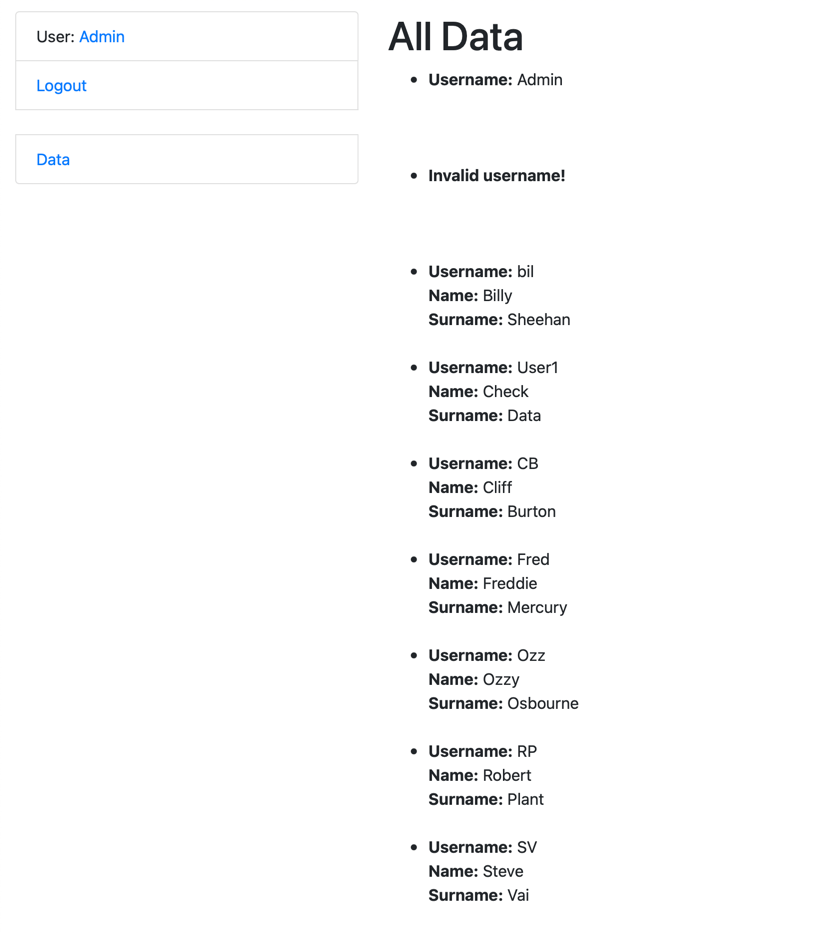 User: Admin
Logout
Data
All Data
Username: Admin
Invalid username!
Username: bil
Name: Billy
Surname: Sheehan
Username: User1
Name: Check
Surname: Data
Username: CB
Name: Cliff
Surname: Burton
Username: Fred
Name: Freddie
Surname: Mercury
Username: Ozz
Name: Ozzy
Surname: Osbourne
Username: RP
Name: Robert
Surname: Plant
Username: SV
Name: Steve
Surname: Vai